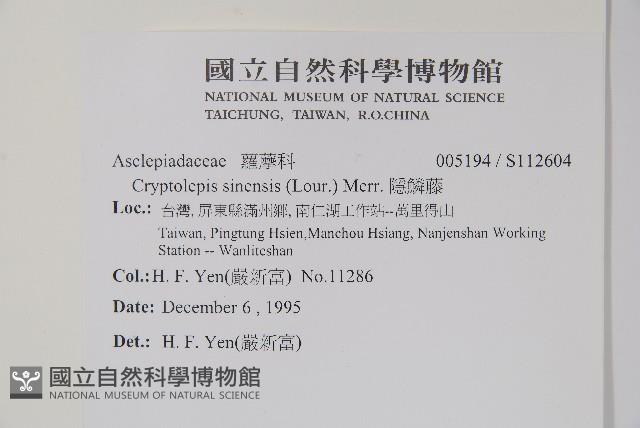 國立自然科學博物館
NATIONAL MUSEUM OF NATURAL SCIENCE
TAICHUNG, TAIWAN, R.O.CHINA
Asclepiadaceae 蘿藦科 005194 / S112604
Cryptolepis sinensis (Lour.) Merr. 隱鱗藤
Loc.: 台灣, 屏東縣滿州鄉, 南仁湖工作站--萬里得山
Taiwan, Pingtung Hsien,Manchou Hsiang, Nanjenshan Working
Station -- Wanliteshan
Col.:H. F. Yen(嚴新富) No.11286
Date: December 6 , 1995
Det.: H. F. Yen(嚴新富)
國立自然科學博物館
NATIONAL MUSEUM OF NATURAL SCIENCE